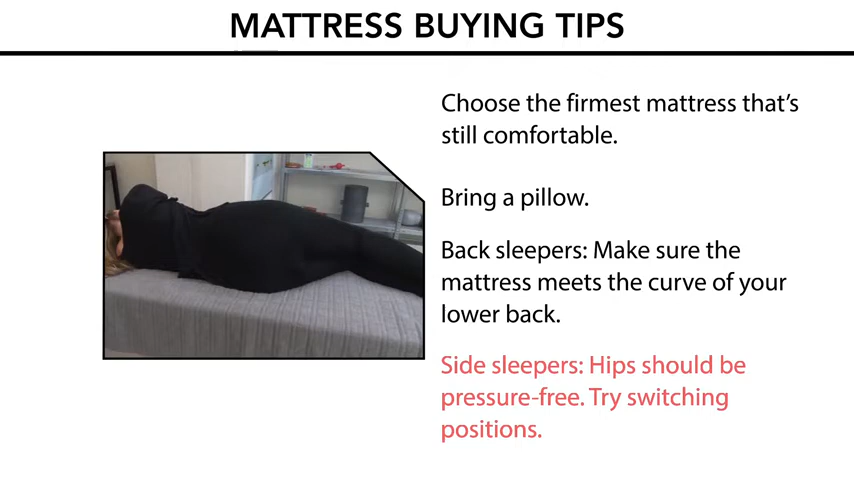 MATTRESS BUYING TIPS
Choose the firmest mattress that's
still comfortable.
Bring a pillow.
Back sleepers: Make sure the
mattress meets the curve of your
lower back.
Side sleepers: Hips should be
pressure-free. Try switching
positions.